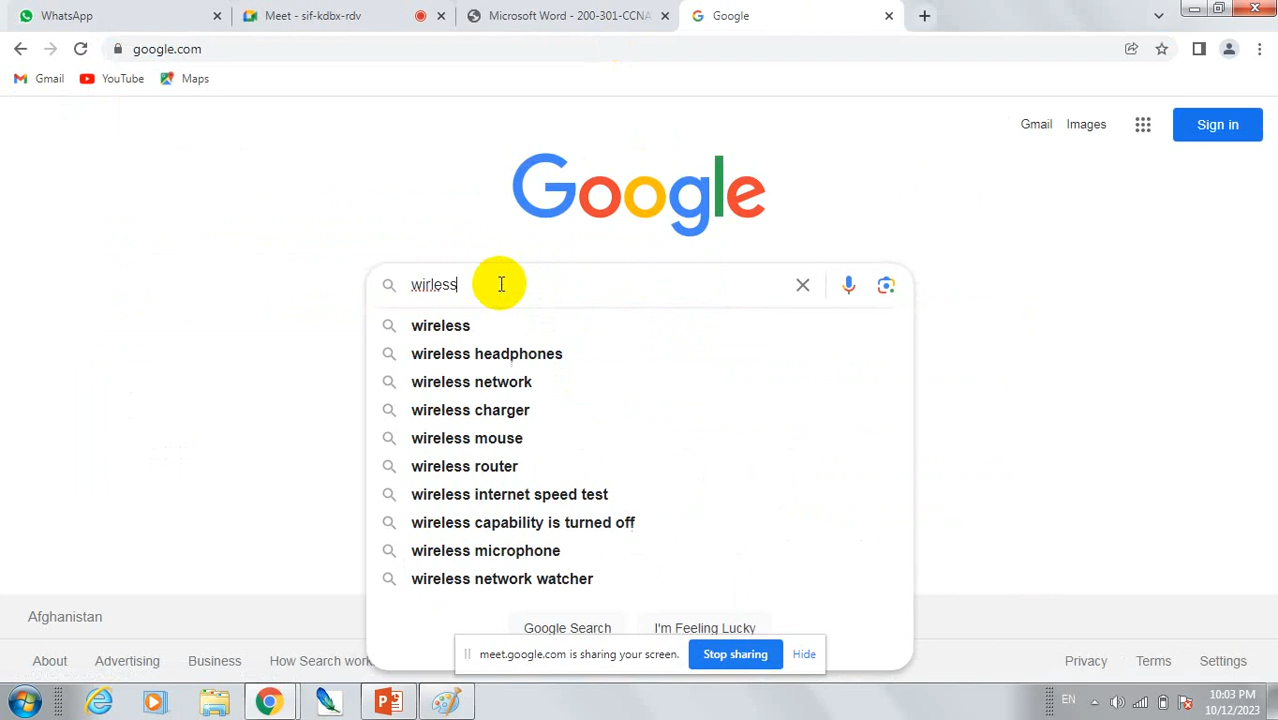 WhatsApp
Meet - sif-kdbx-rdv
Microsoft Word - 200-301-CCNA
Google
google.com
Gmail
YouTube
Maps
Gmail
Images
Sign in
Google
wirless
wireless
wireless headphones
wireless network
wireless charger
wireless mouse
wireless router
wireless internet speed test
wireless capability is turned off
wireless microphone
wireless network watcher
Afghanistan
Google Search
I'm Feeling Lucky
meet.google.com is sharing your screen.
Stop sharing
Hide
About
Advertising
Business
How Search work
Privacy
Terms
Settings
EN
10:03 PM
10/12/2023